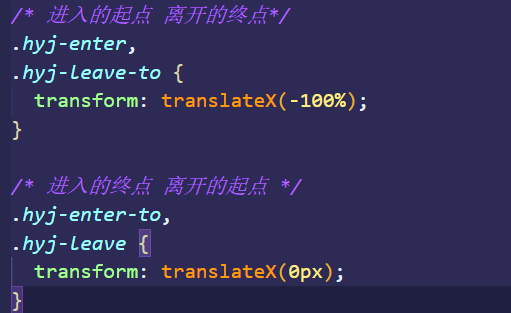 /* 进入的起点 离开的终点*/
.hyj-enter,
.hyj-leave-to {
  transform: translateX(-100%);
}

/* 进入的终点 离开的起点 */
.hyj-enter-to,
.hyj-leave {
  transform: translateX(0px);
}